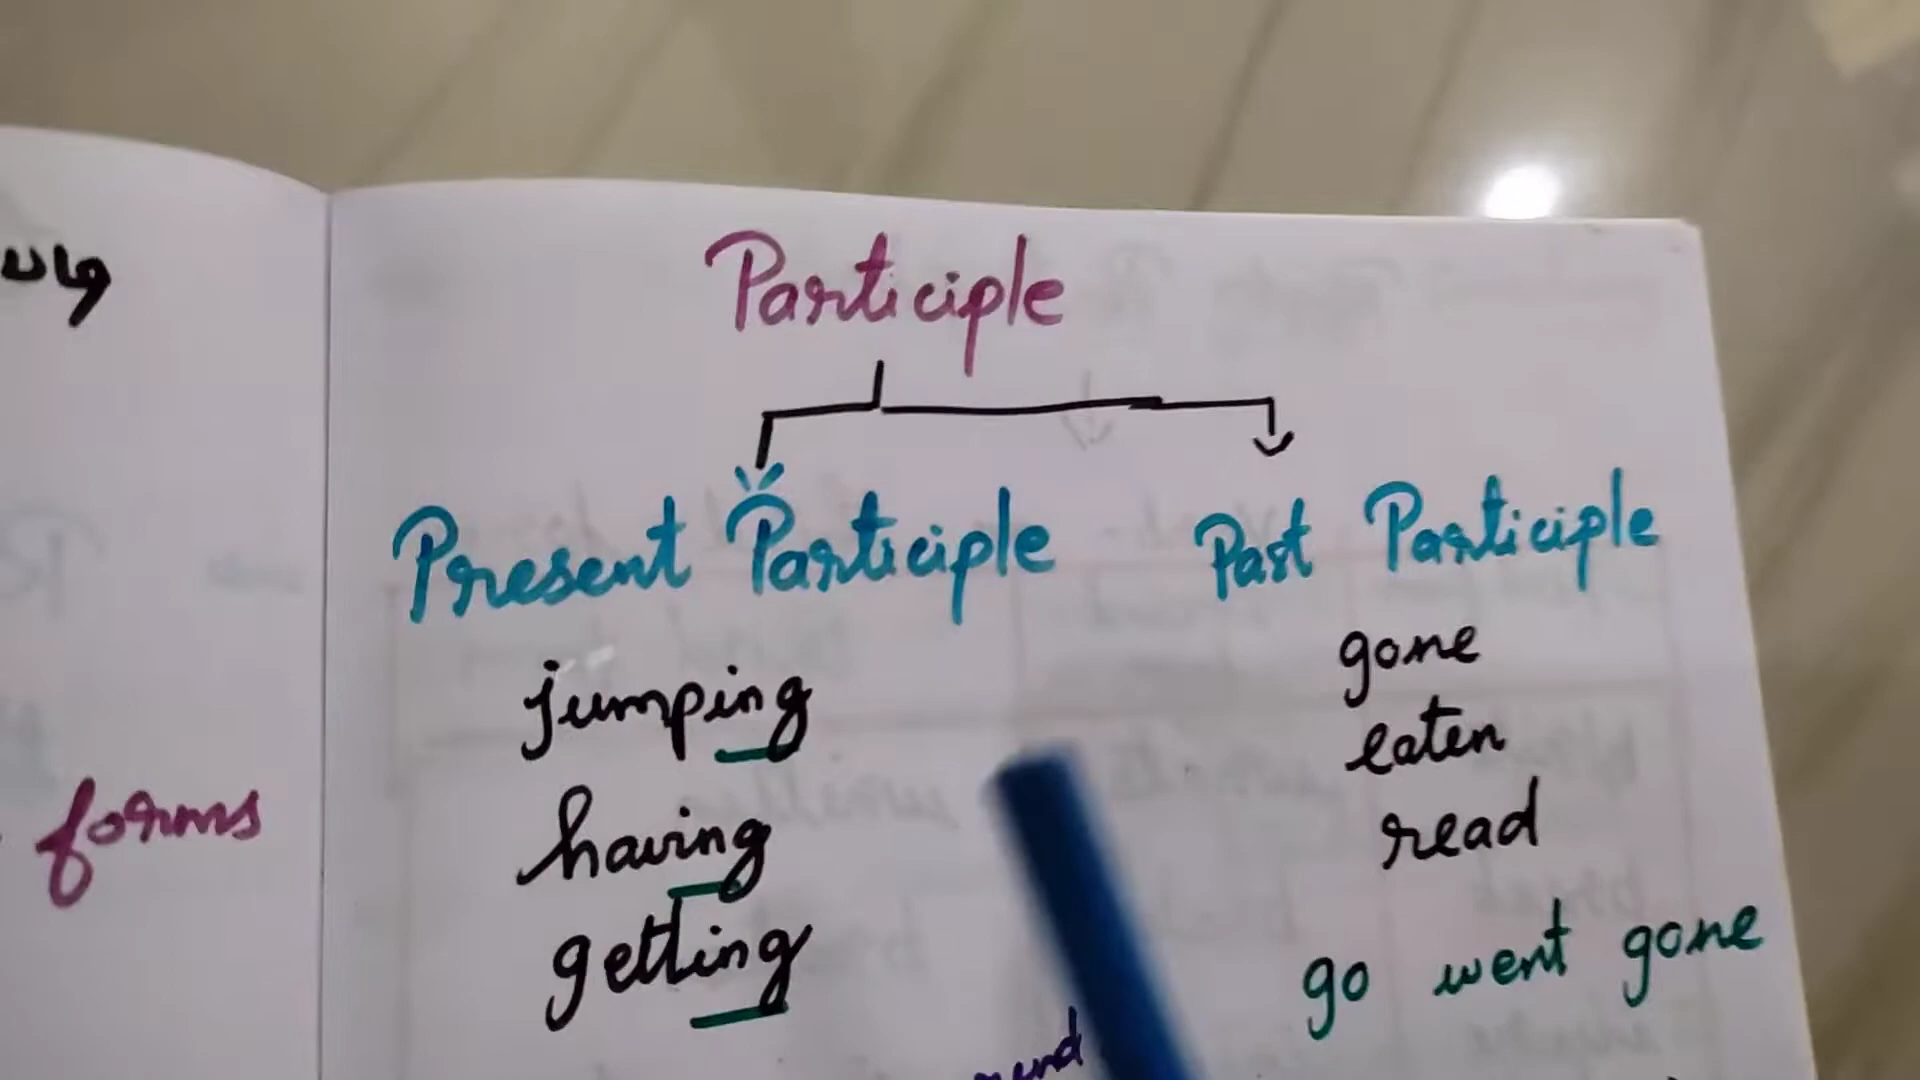 Participle
Present Participle
Past Participle
jumping
gone
eaten
having
read
getting
go went gone
forms